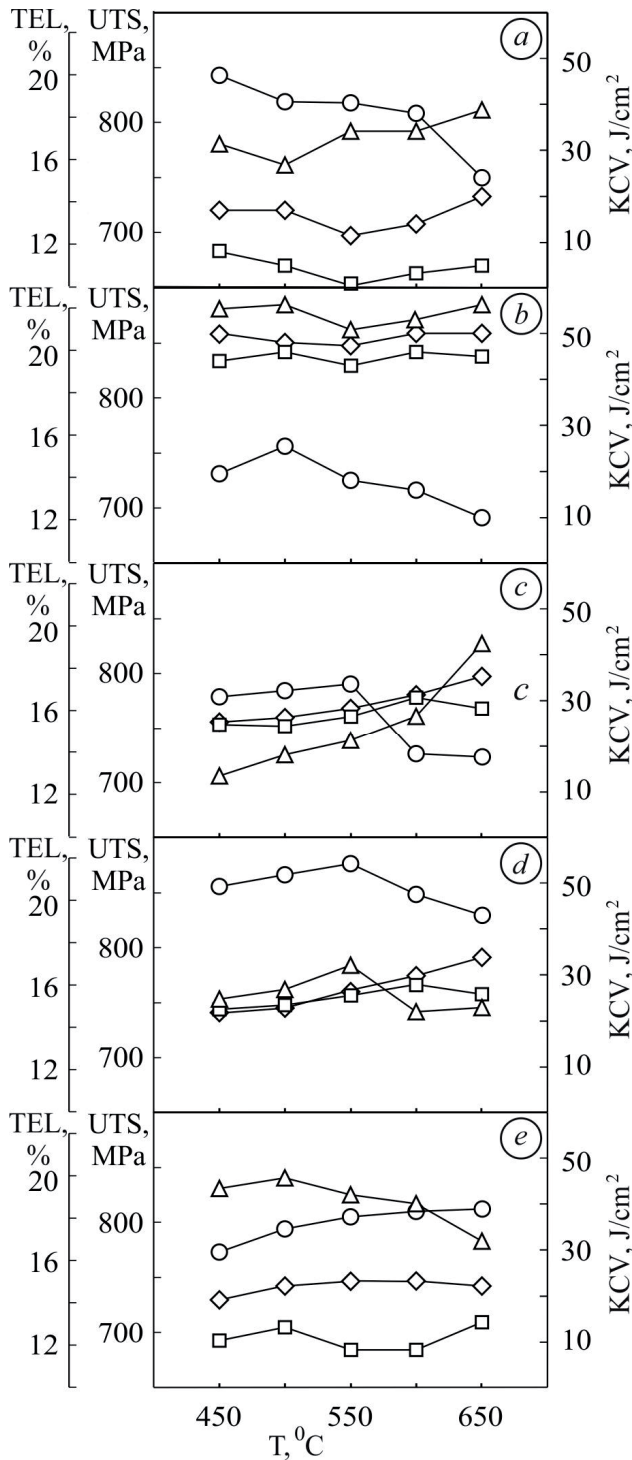 TEL, UTS, a
% MPa
20 50
800
16 30
700
12 10
KCV, J/cm²
TEL, UTS, b
% MPa
20 50
800
16 30
700
12 10
KCV, J/cm²
TEL, UTS, c
% MPa
20 50
800 c
16 30
700
12 10
KCV, J/cm²
TEL, UTS, d
% MPa
20 50
800
16 30
700
12 10
KCV, J/cm²
TEL, UTS, e
% MPa
20 50
800
16 30
700
12 10
KCV, J/cm²
450 550 650
T, ⁰C